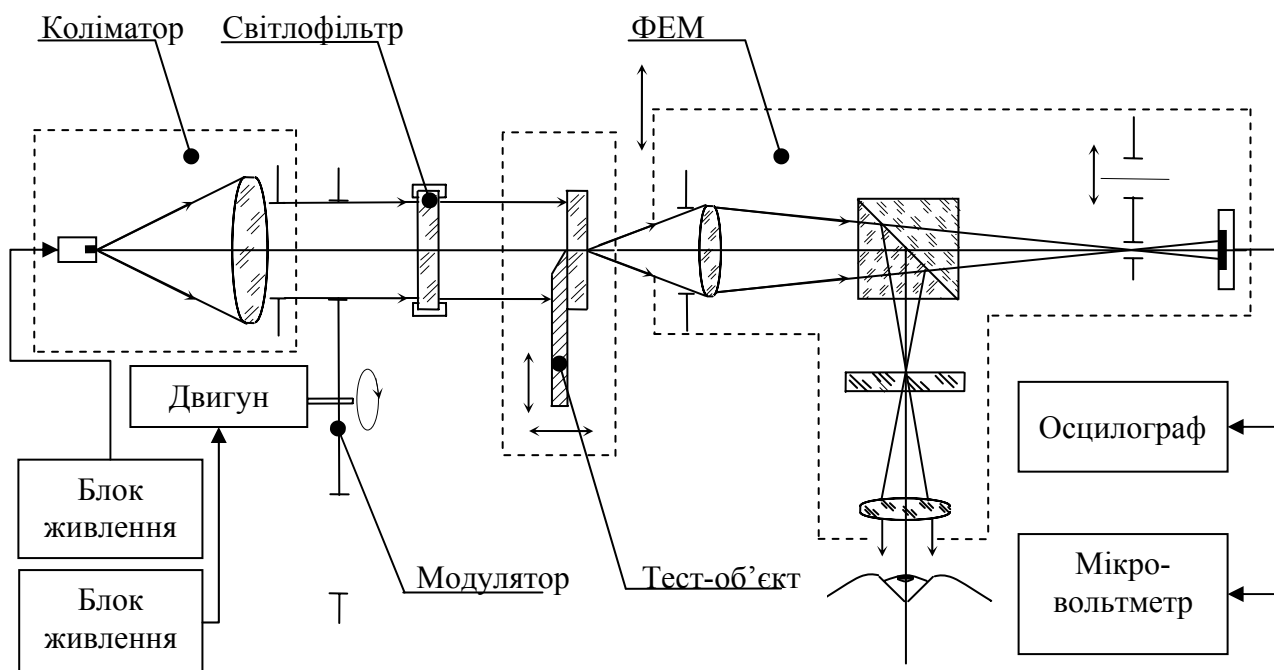 Коліматор
Світлофільтр
ФЕМ
Двигун
Осцилограф
Блок
живлення
Модулятор
Тест-об’єкт
Мікро-
вольтметр
Блок
живлення